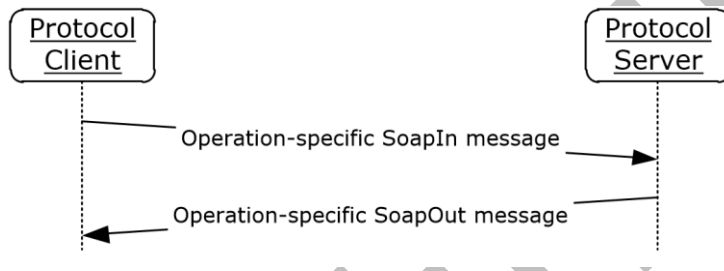 Protocol
Client
Protocol
Server
Operation-specific SoapIn message
Operation-specific SoapOut message